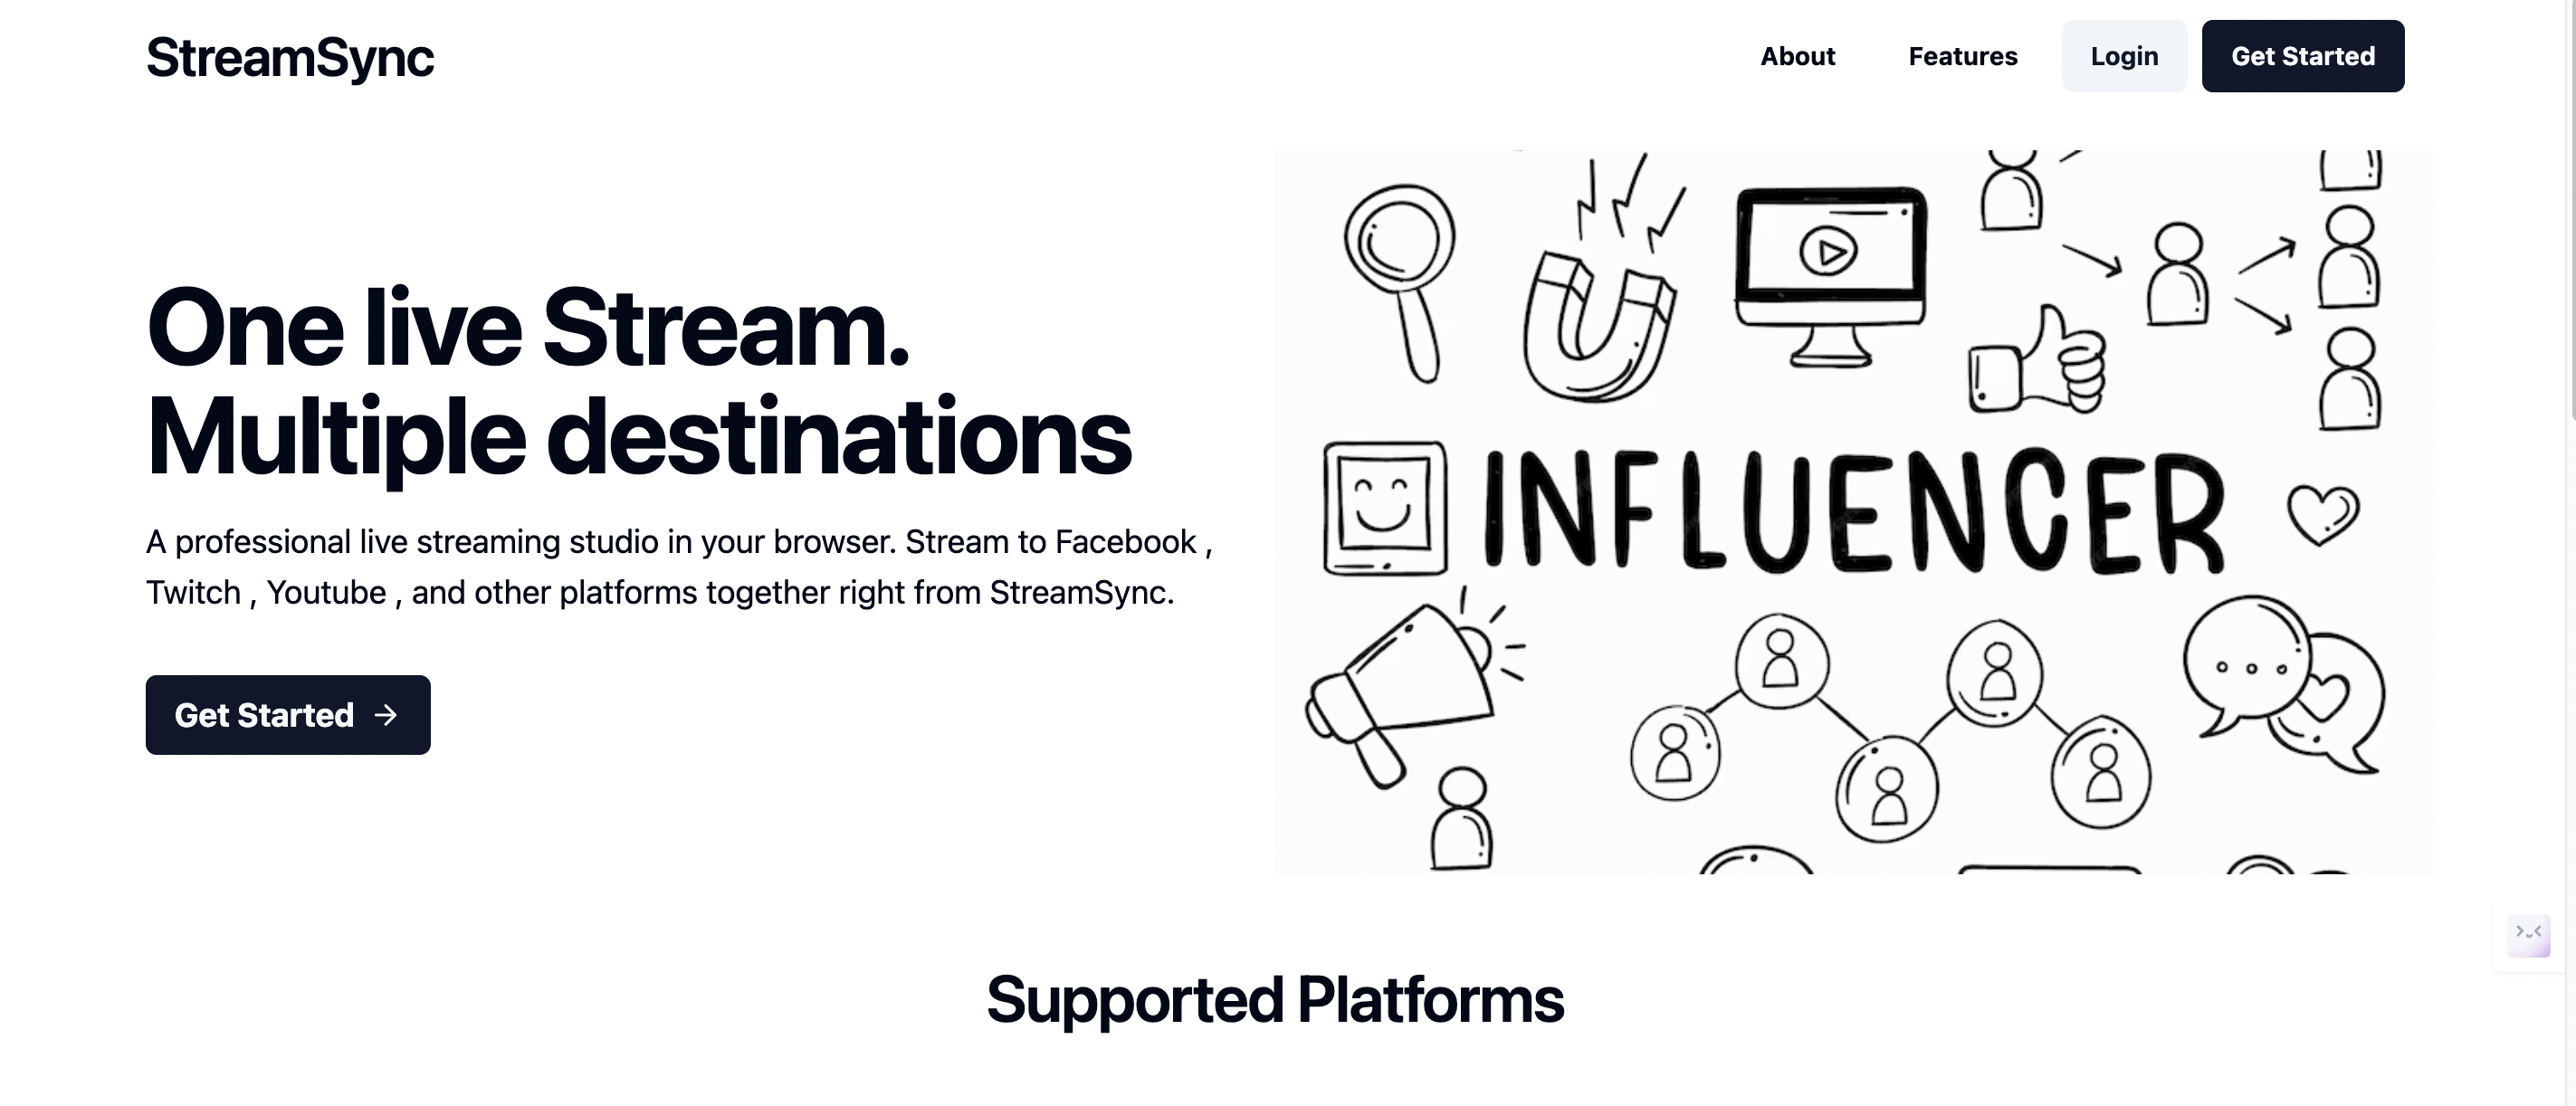 StreamSync
About
Features
Login
Get Started
One live Stream.
Multiple destinations
A professional live streaming studio in your browser. Stream to Facebook ,
Twitch , Youtube , and other platforms together right from StreamSync.
Get Started →
INFLUENCER
Supported Platforms